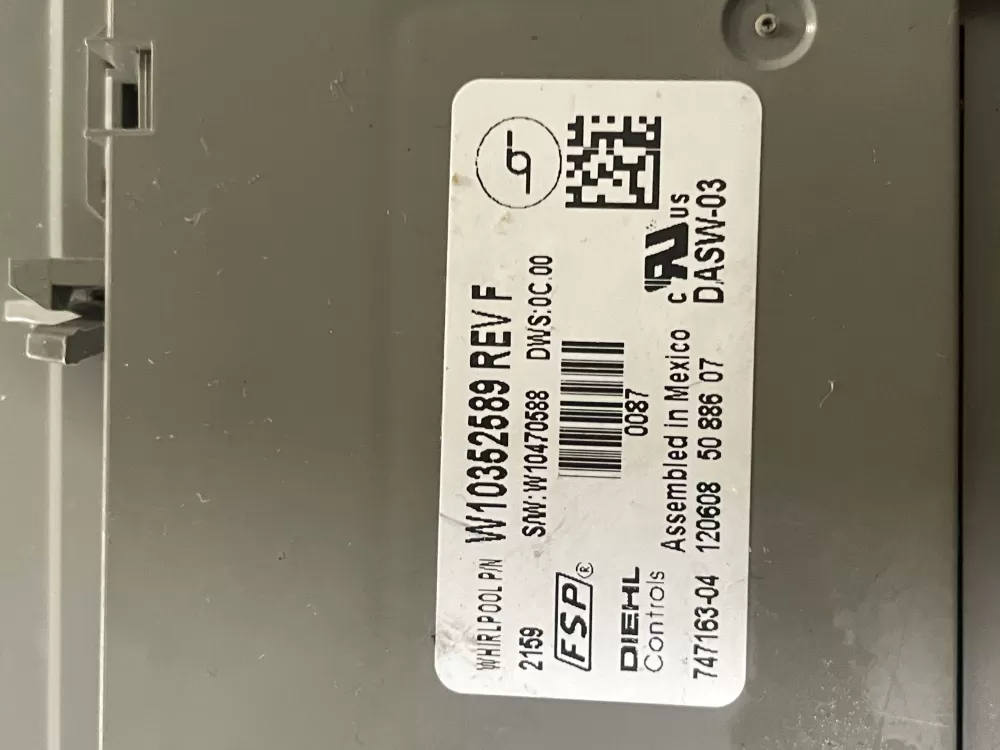 WHIRLPOOL P/N W10352589 REV F
2159 S/W:W10470588 DWS:0C.00
FSP®
0087
DIEHL
Controls
Assembled in Mexico
c UL US
747163-04 120608 50 886 07 DASW-03